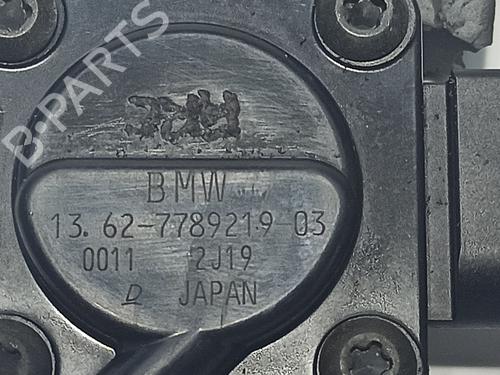 B-PARTS
BMW
13.62-7789219 03
0011 2J19
D JAPAN